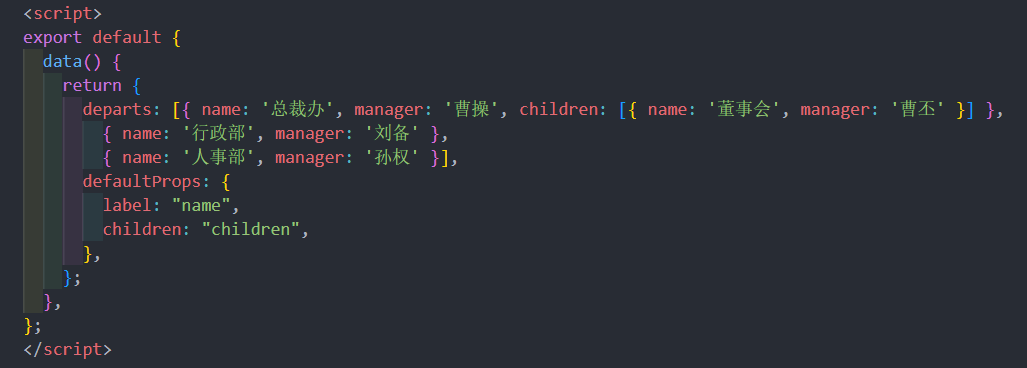 <script>
export default {
  data() {
    return {
      departs: [{ name: '总裁办', manager: '曹操', children: [{ name: '董事会', manager: '曹丕' }] },
        { name: '行政部', manager: '刘备' },
        { name: '人事部', manager: '孙权' }],
      defaultProps: {
        label: "name",
        children: "children",
      },
    };
  },
};
</script>